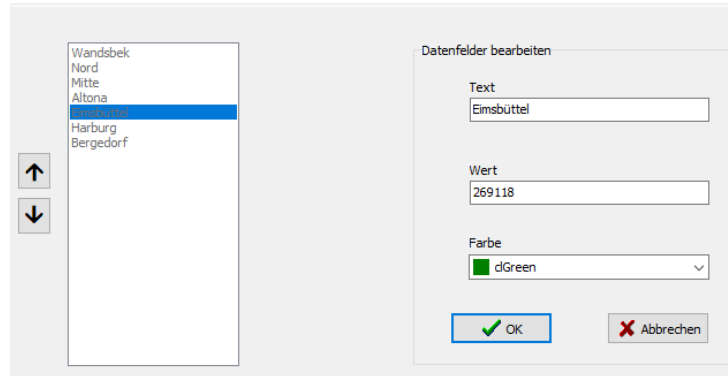 Wandsbek
Nord
Mitte
Altona
Eimsbüttel
Harburg
Bergedorf
Datenfelder bearbeiten
Text
Eimsbüttel
Wert
269118
Farbe
clGreen
OK
Abbrechen